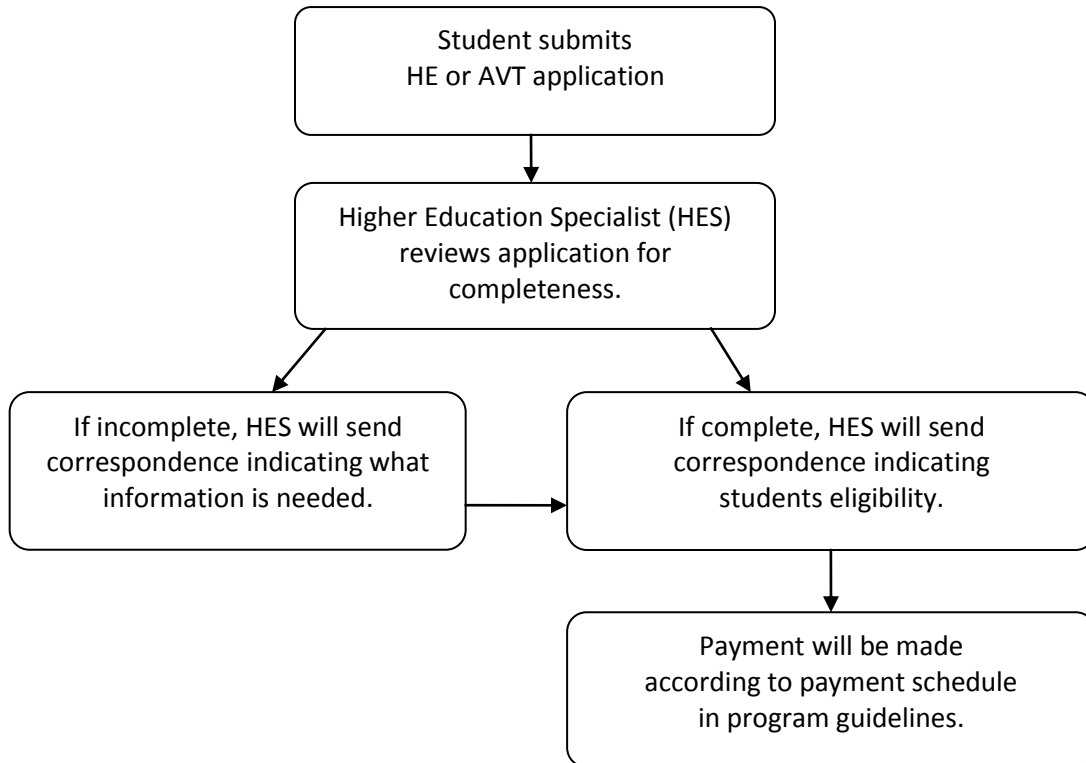 Student submits
HE or AVT application
Higher Education Specialist (HES)
reviews application for
completeness.
If incomplete, HES will send
correspondence indicating what
information is needed.
If complete, HES will send
correspondence indicating
students eligibility.
Payment will be made
according to payment schedule
in program guidelines.